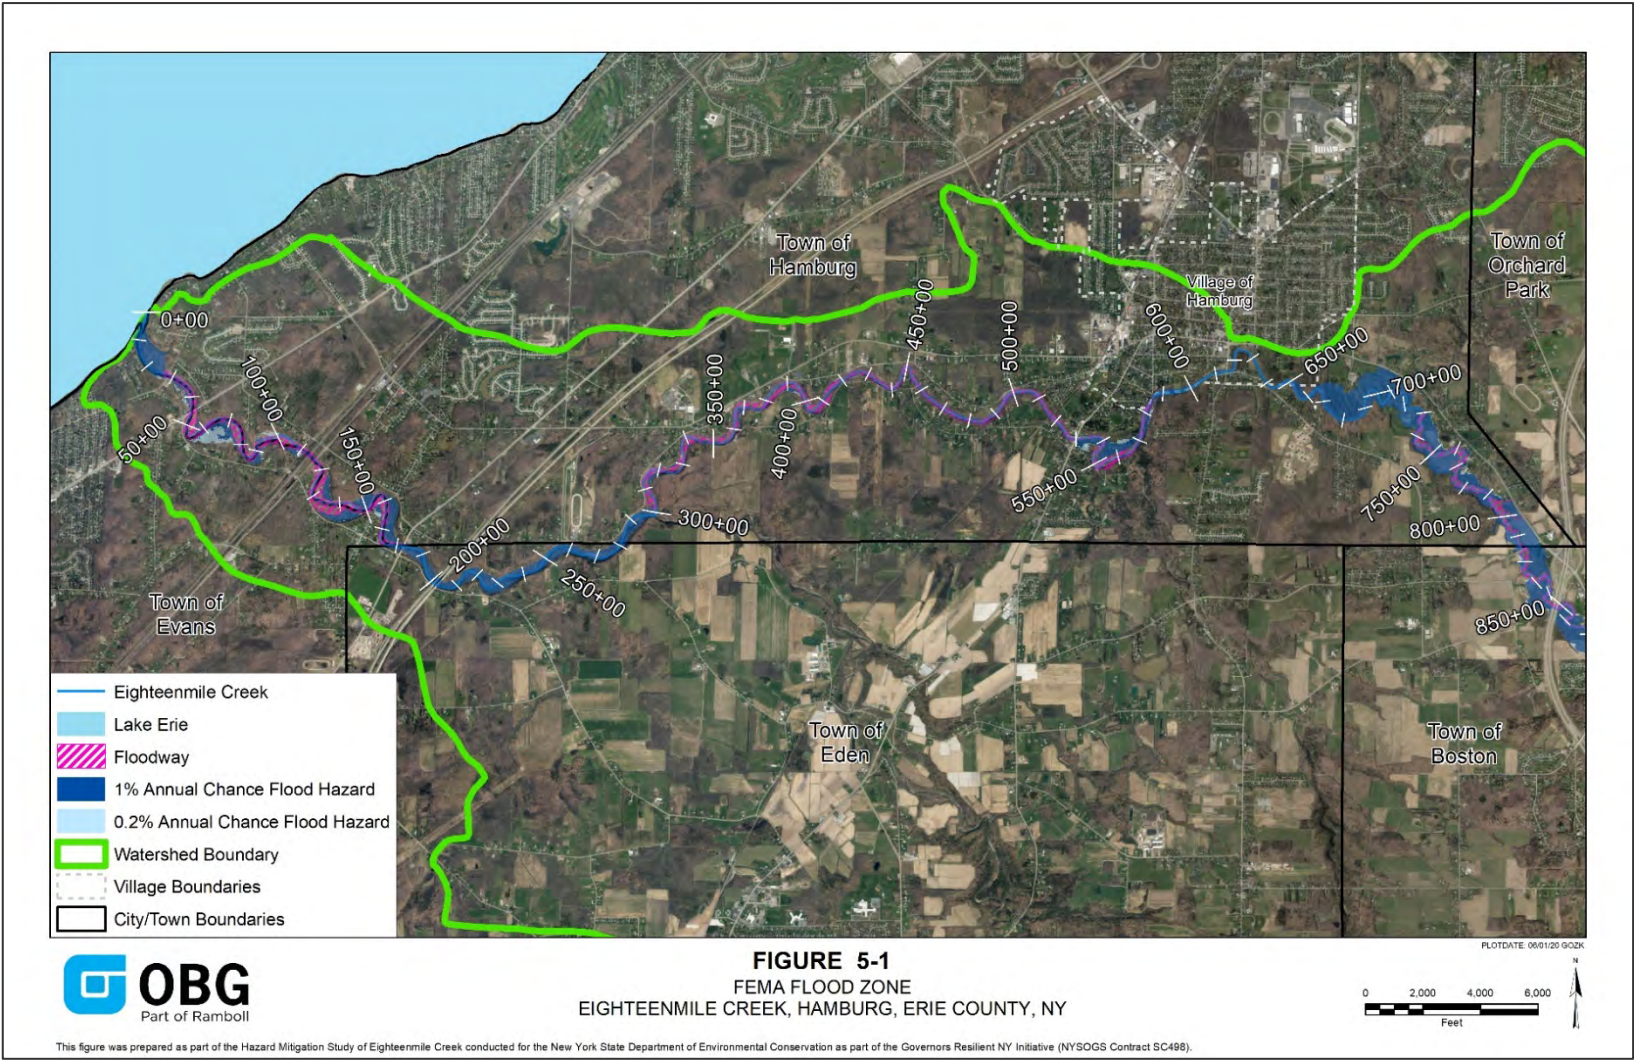 Town of
Hamburg
Village of
Hamburg
Town of
Orchard
Park
0+00
50+00
100+00
150+00
200+00
250+00
300+00
350+00
400+00
450+00
500+00
550+00
600+00
650+00
700+00
750+00
800+00
850+00
Town of
Evans
Town of
Eden
Town of
Boston
Eighteenmile Creek
Lake Erie
Floodway
1% Annual Chance Flood Hazard
0.2% Annual Chance Flood Hazard
Watershed Boundary
Village Boundaries
City/Town Boundaries
PLOTDATE: 06/01/20 GOZK
OBG
Part of Ramboll
FIGURE 5-1
FEMA FLOOD ZONE
EIGHTEENMILE CREEK, HAMBURG, ERIE COUNTY, NY
N
0 2,000 4,000 6,000
Feet
This figure was prepared as part of the Hazard Mitigation Study of Eighteenmile Creek conducted for the New York State Department of Environmental Conservation as part of the Governors Resilient NY Initiative (NYSOGS Contract SC498).